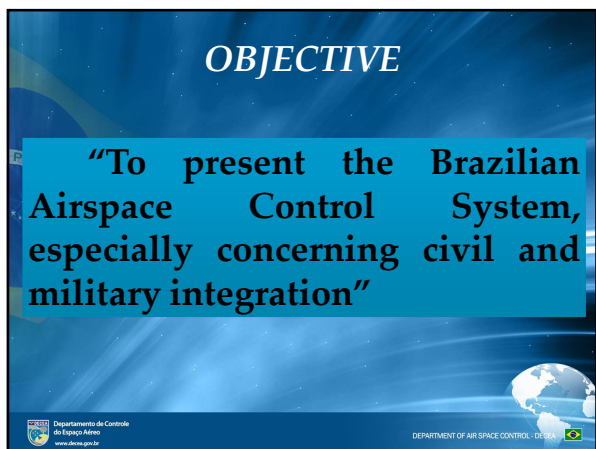 OBJECTIVE
“To present the Brazilian
Airspace Control System,
especially concerning civil and
military integration”
DECEA
Departamento de Controle
do Espaço Aéreo
www.decea.gov.br
DEPARTMENT OF AIR SPACE CONTROL - DECEA